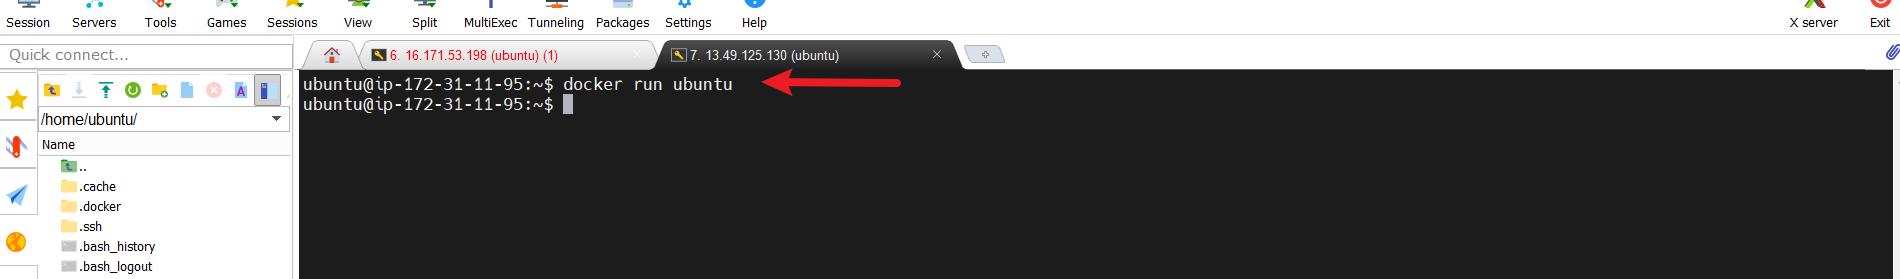 Session Servers Tools Games Sessions View Split MultiExec Tunneling Packages Settings Help X server Exit
Quick connect...
6. 16.171.53.198 (ubuntu) (1)
7. 13.49.125.130 (ubuntu)
/home/ubuntu/
Name
..
.cache
.docker
.ssh
.bash_history
.bash_logout
ubuntu@ip-172-31-11-95:~$ docker run ubuntu
ubuntu@ip-172-31-11-95:~$